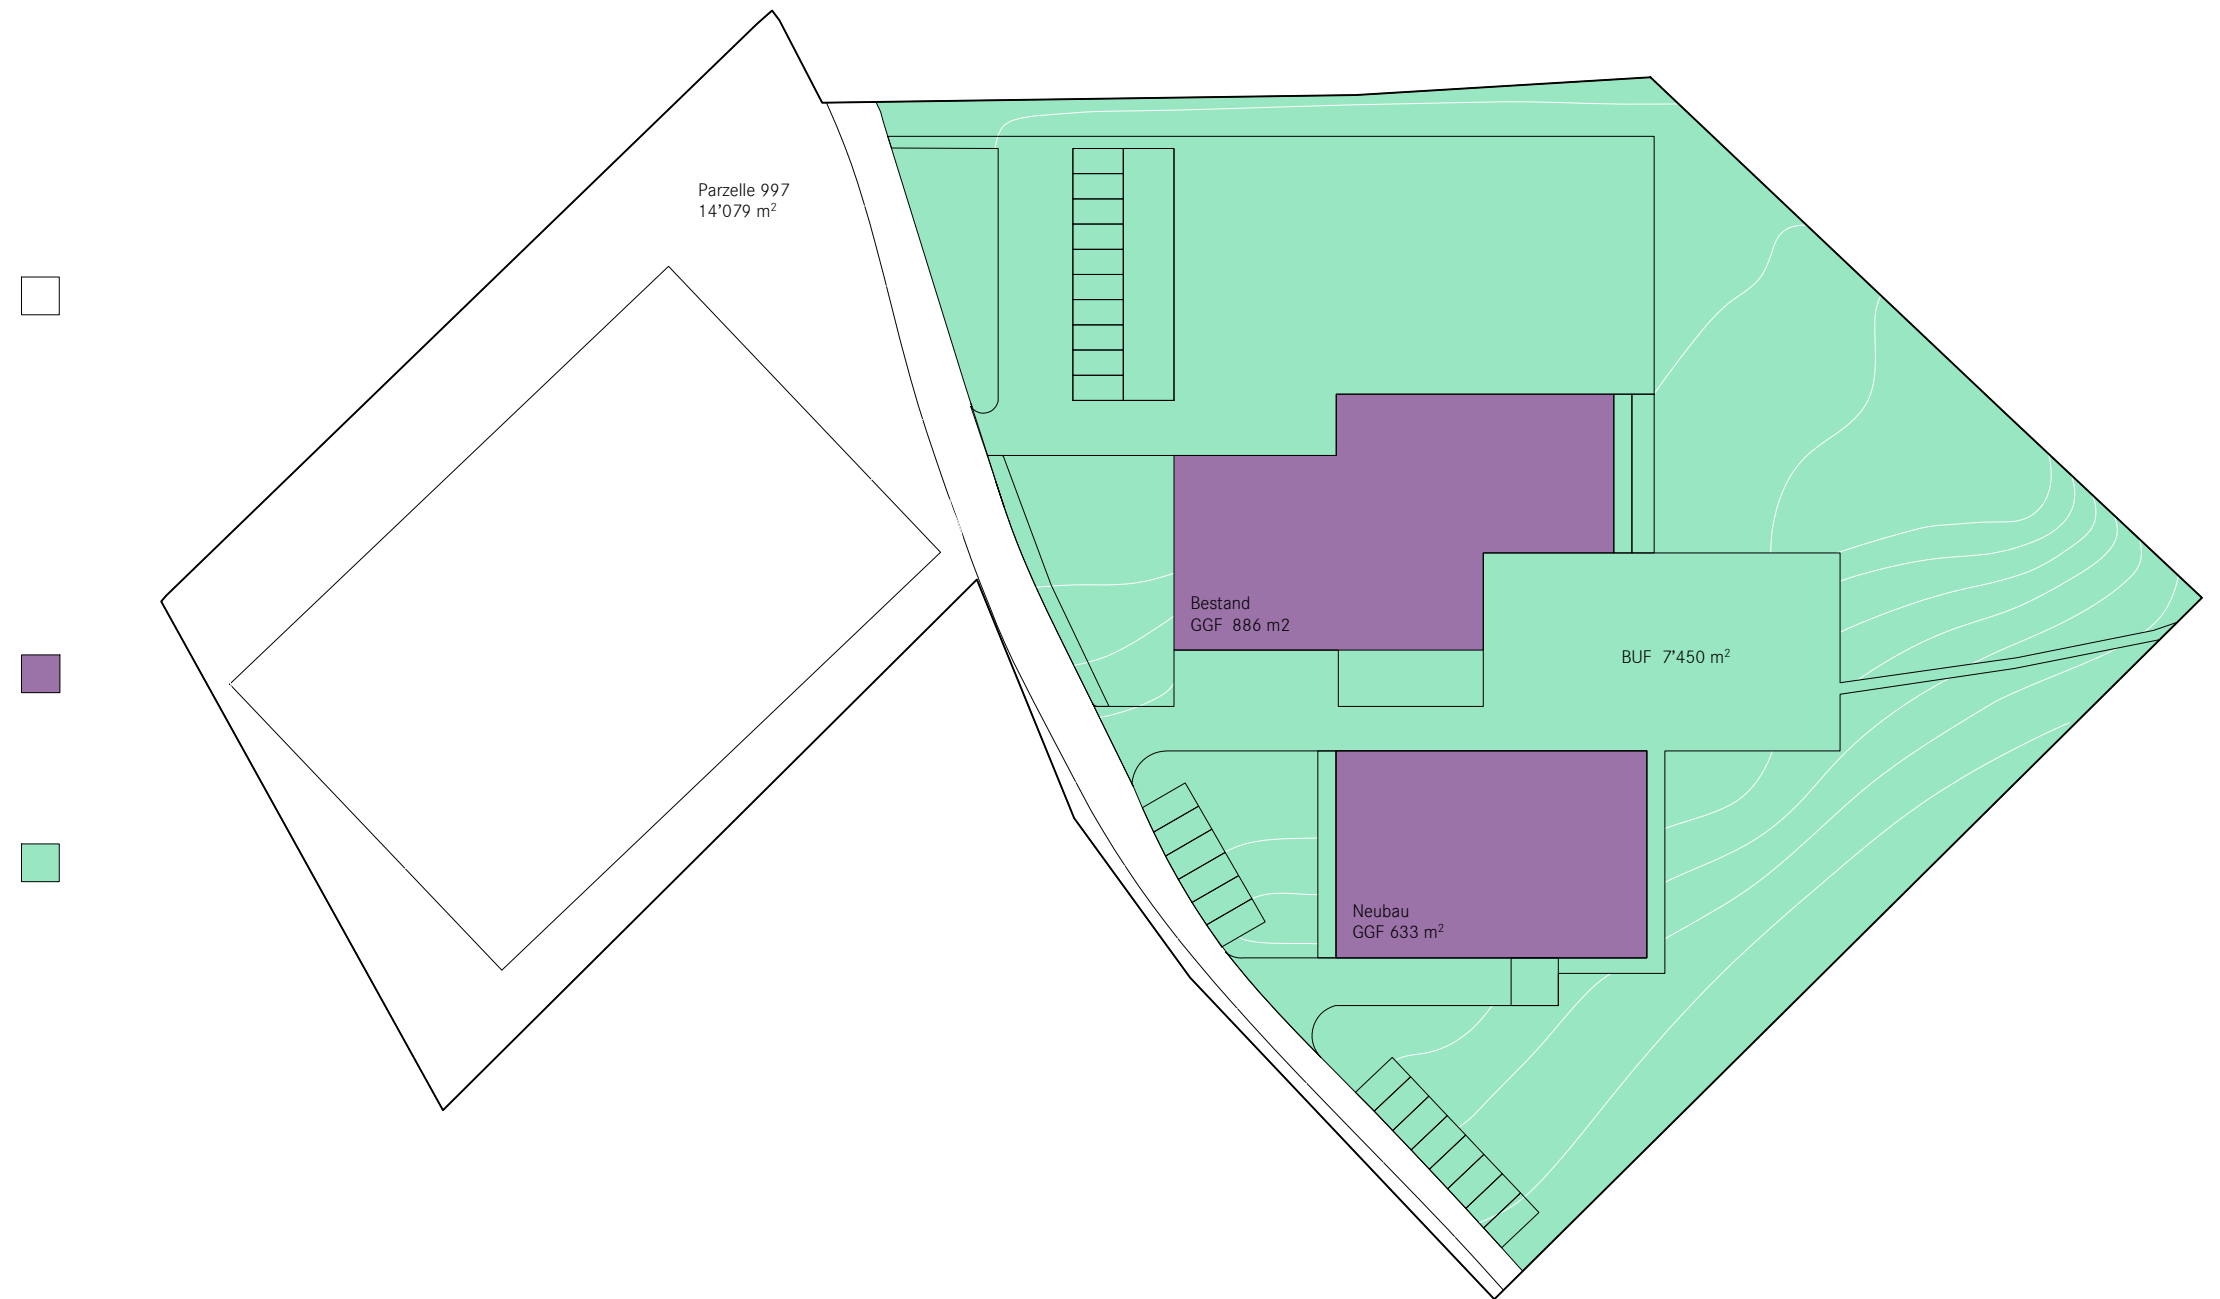 Parzelle 997
14’079 m²
Bestand
GGF 886 m2
BUF 7’450 m²
Neubau
GGF 633 m²